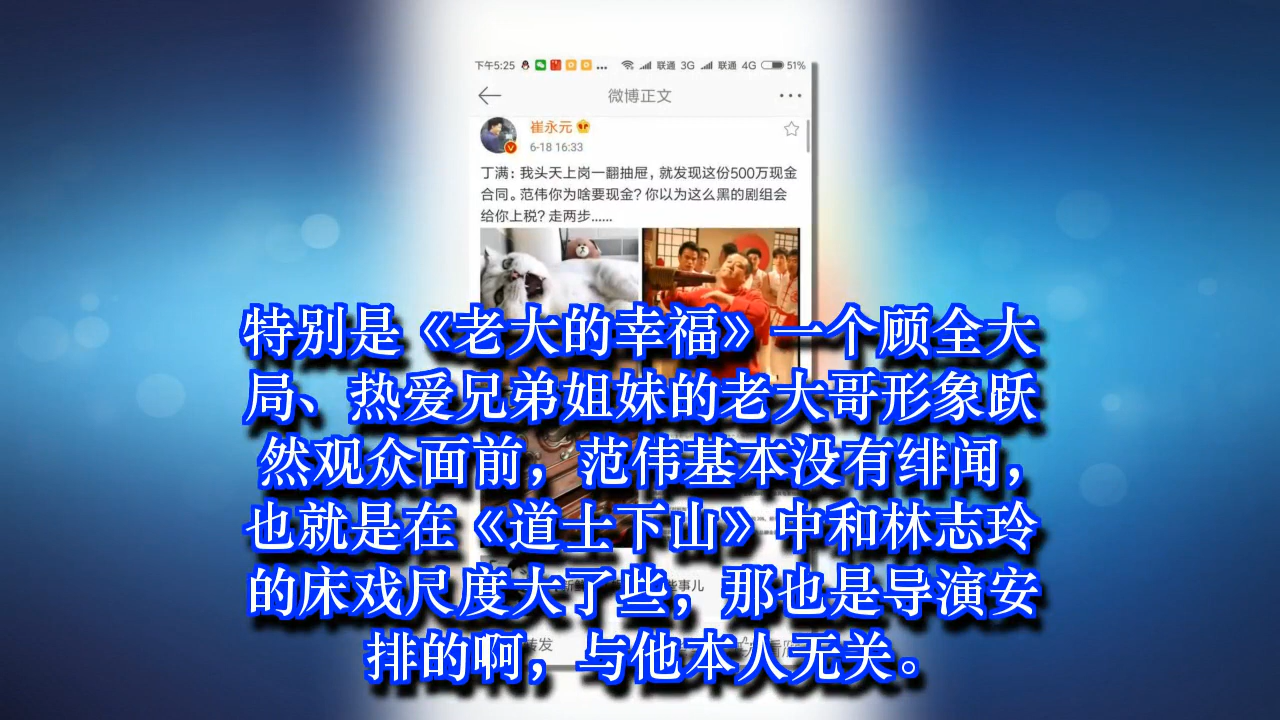 下午5:25
联通 3G
联通 4G
51%
微博正文
崔永元
6-18 16:33
丁满：我头天上岗一翻抽屉，就发现这份500万现金
合同。范伟你为啥要现金？你以为这么黑的剧组会
给你上税？走两步......
特别是《老大的幸福》一个顾全大
局、热爱兄弟姐妹的老大哥形象跃
然观众面前，范伟基本没有绯闻，
也就是在《道士下山》中和林志玲
的床戏尺度大了些，那也是导演安
排的啊，与他本人无关。
些事儿
转发